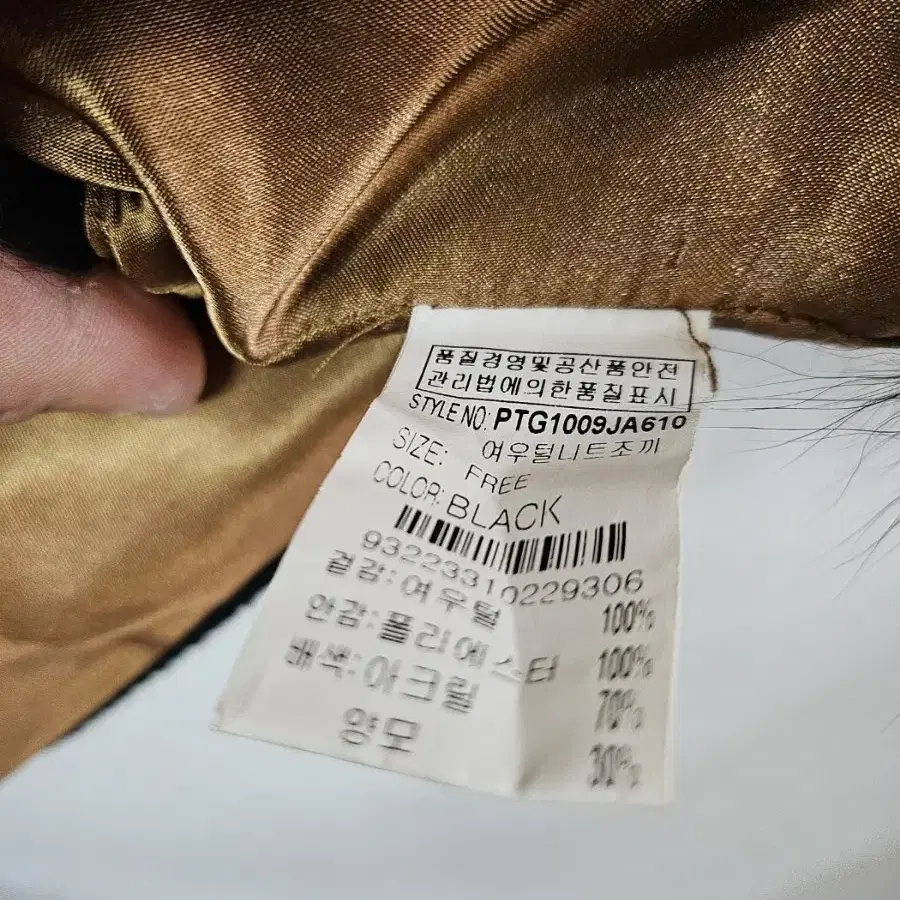 품질경영및공산품안전
관리법에의한품질표시
STYLE NO: PTG1009JA610
여우털니트조끼
SIZE: FREE
COLOR: BLACK
93223310229306
겉감: 여우털 100%
안감: 폴리에스터 100%
배색: 아크릴 70%
양모 30%